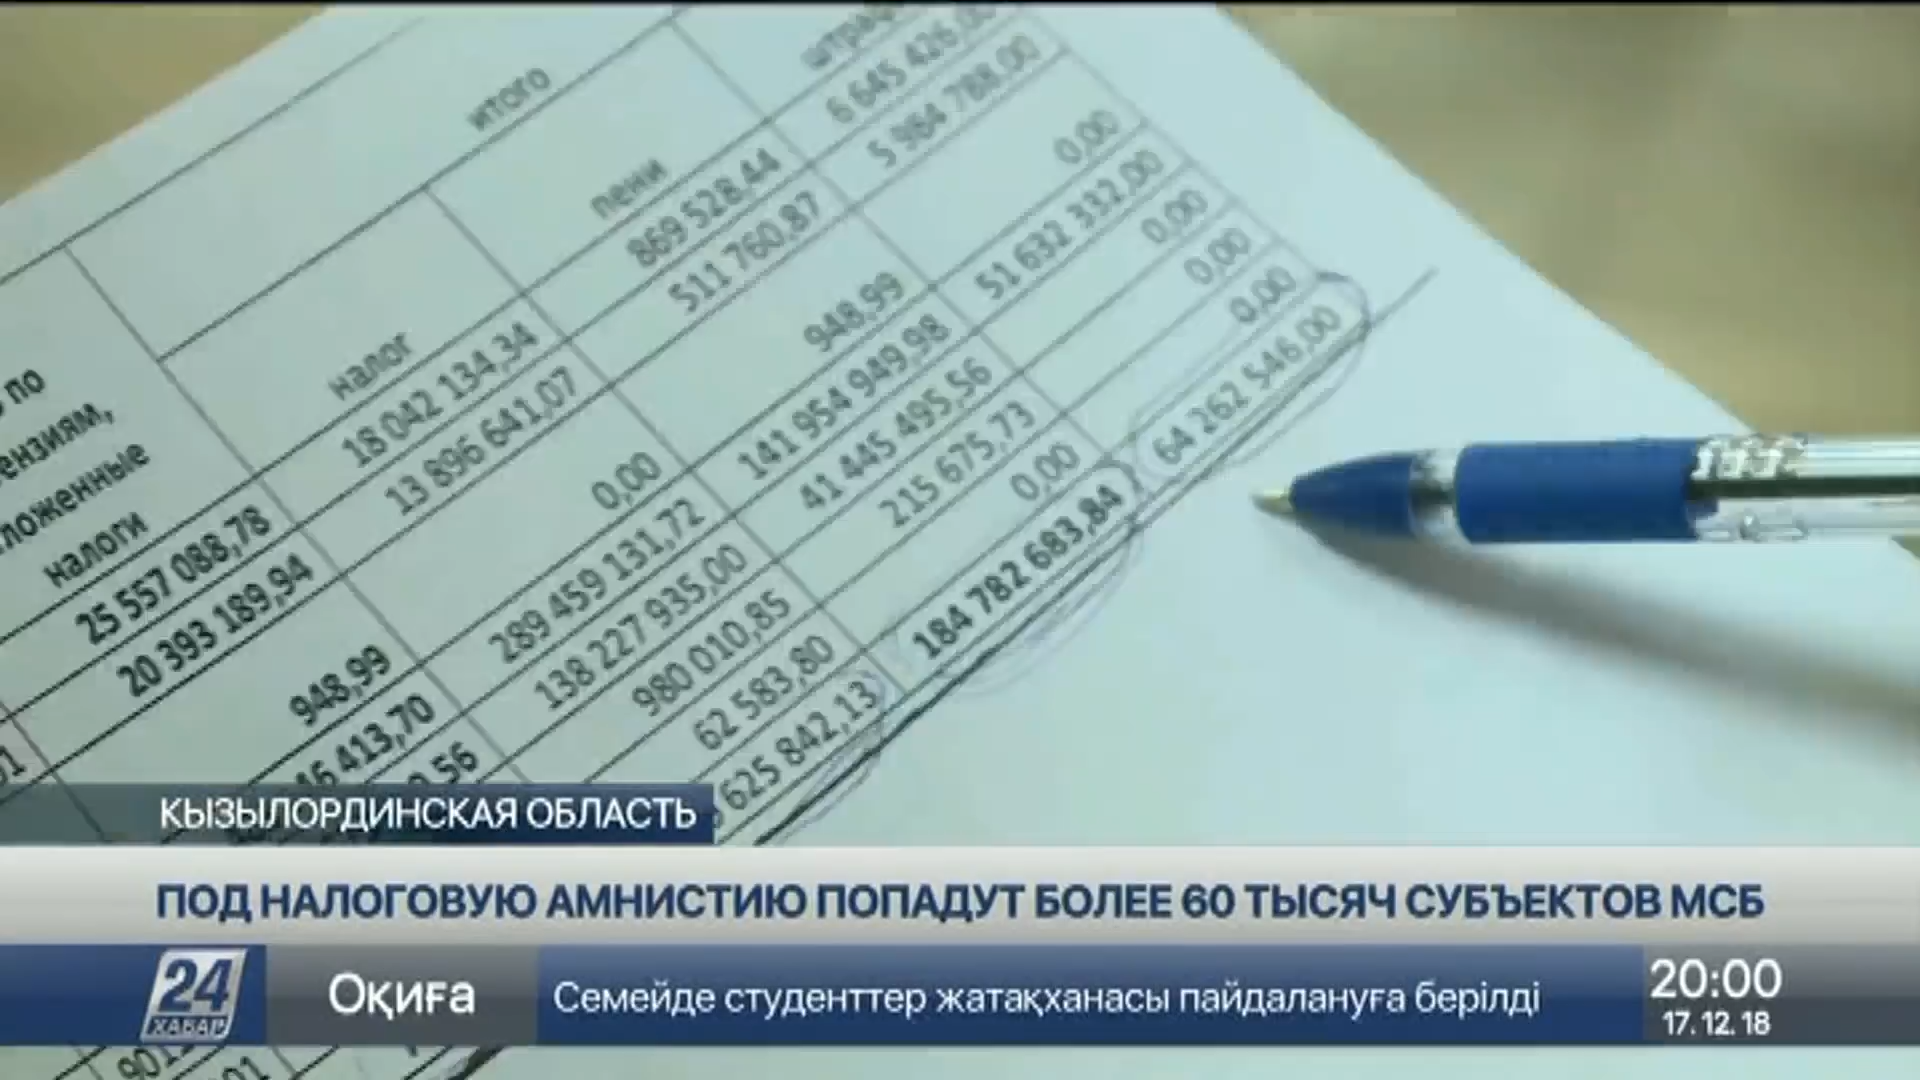 итого
налог
пени
налоги
25 557 088,78
18 042 134,34
869 528,44
6 645 426,00
20 393 189,94
13 896 641,07
511 760,87
5 984 788,00
948,99
0,00
948,99
0,00
289 459 131,72
141 954 949,98
51 632 332,00
138 227 935,00
41 445 495,56
0,00
980 010,85
215 675,73
0,00
62 583,80
0,00
0,00
625 842,13
184 782 683,84
64 262 546,00
КЫЗЫЛОРДИНСКАЯ ОБЛАСТЬ
ПОД НАЛОГОВУЮ АМНИСТИЮ ПОПАДУТ БОЛЕЕ 60 ТЫСЯЧ СУБЪЕКТОВ МСБ
24
ХАБАР
Оқиға
Семейде студенттер жатақханасы пайдалануға берілді
20:00
17. 12. 18